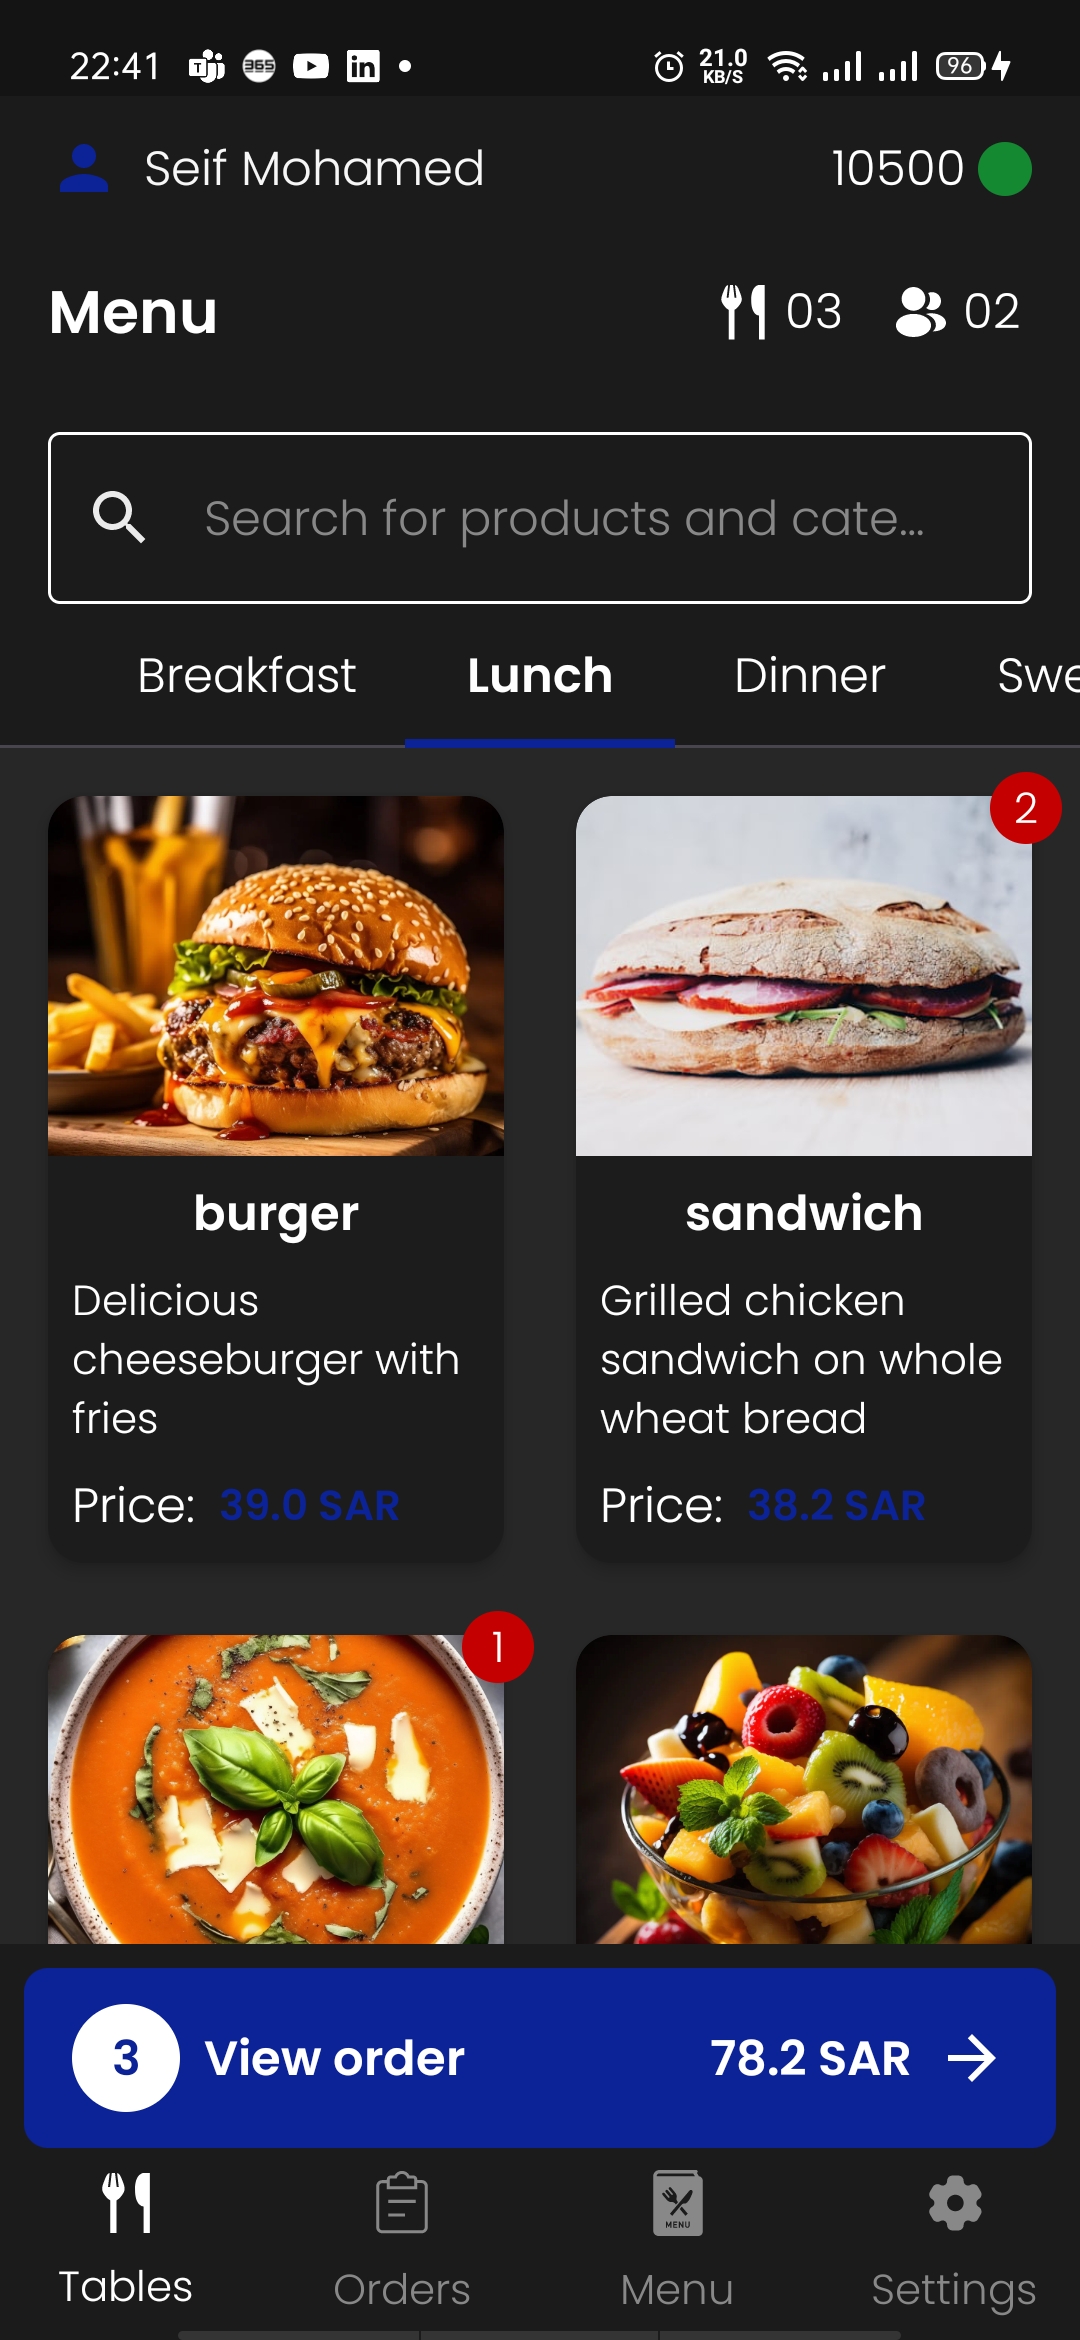 22:41
T
365
in
21.0
KB/S
96
Seif Mohamed
10500
Menu
03
02
Search for products and cate...
Breakfast
Lunch
Dinner
Swe
2
burger
sandwich
Delicious
cheeseburger with
fries
Grilled chicken
sandwich on whole
wheat bread
Price: 39.0 SAR
Price: 38.2 SAR
1
3
View order
78.2 SAR
MENU
Tables
Orders
Menu
Settings